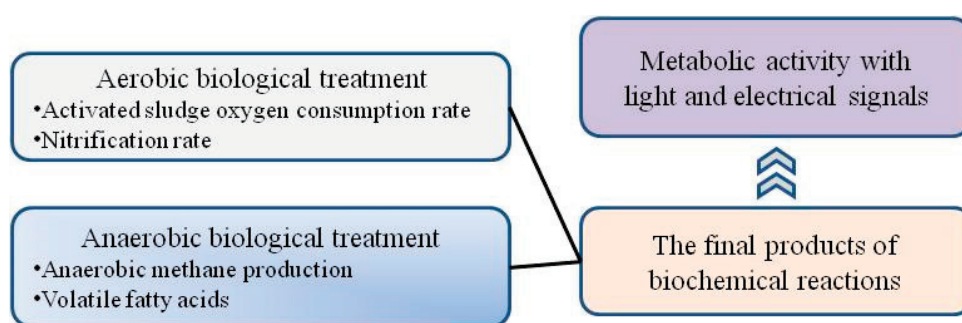 Aerobic biological treatment
•Activated sludge oxygen consumption rate
•Nitrification rate
Anaerobic biological treatment
•Anaerobic methane production
•Volatile fatty acids
Metabolic activity with
light and electrical signals
The final products of
biochemical reactions